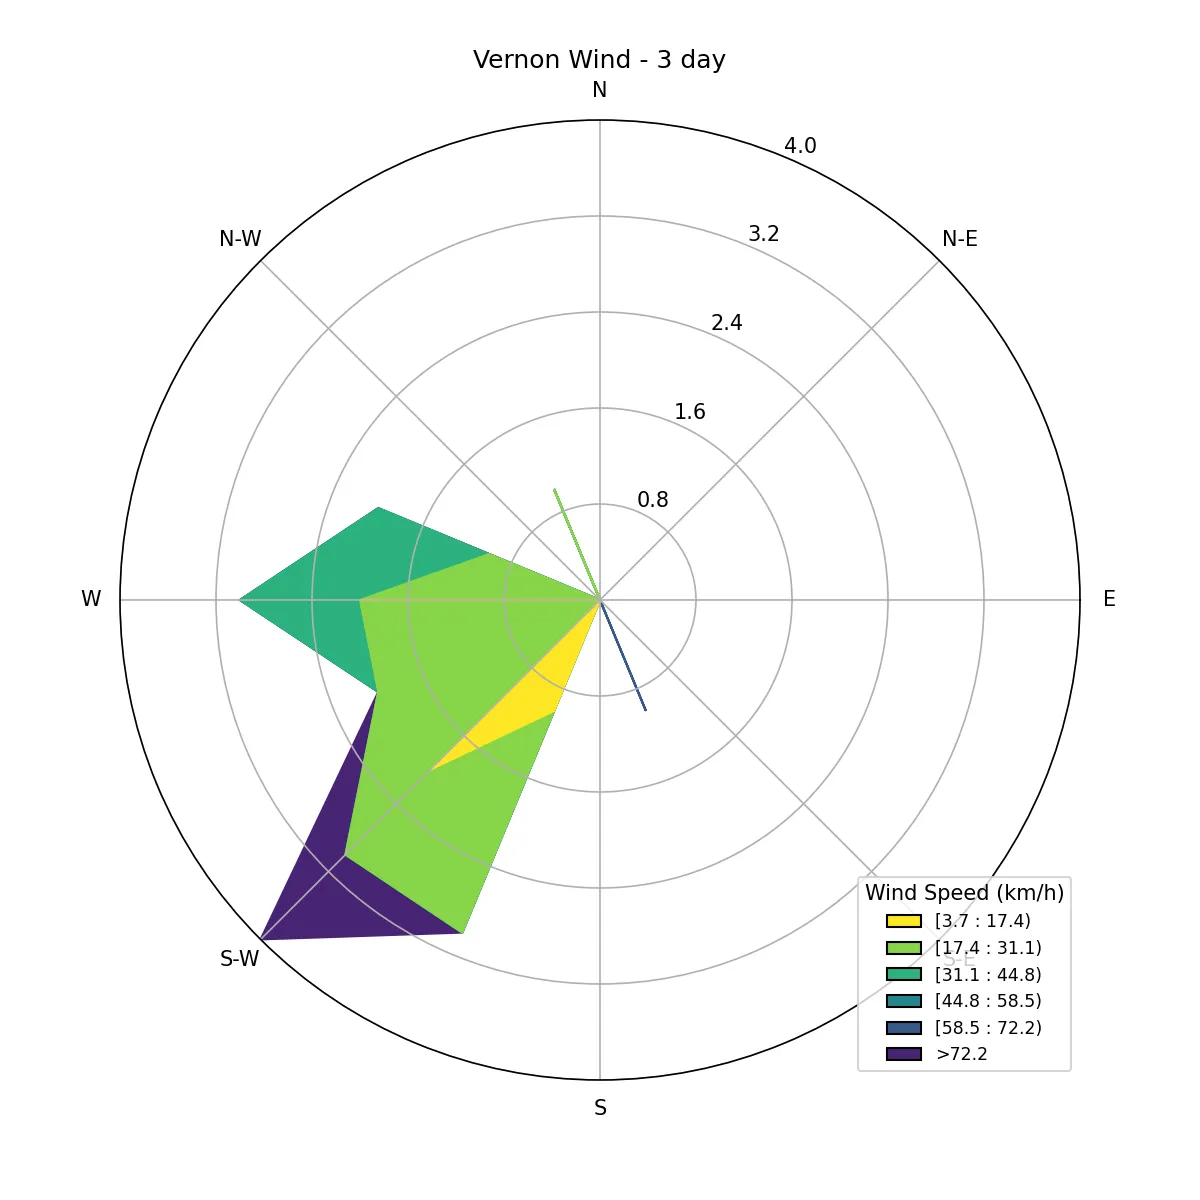 Vernon Wind - 3 day
N
4.0
N-W
N-E
3.2
2.4
1.6
0.8
W
E
S-W
S-E
S
Wind Speed (km/h)
[3.7 : 17.4)
[17.4 : 31.1)
[31.1 : 44.8)
[44.8 : 58.5)
[58.5 : 72.2)
>72.2